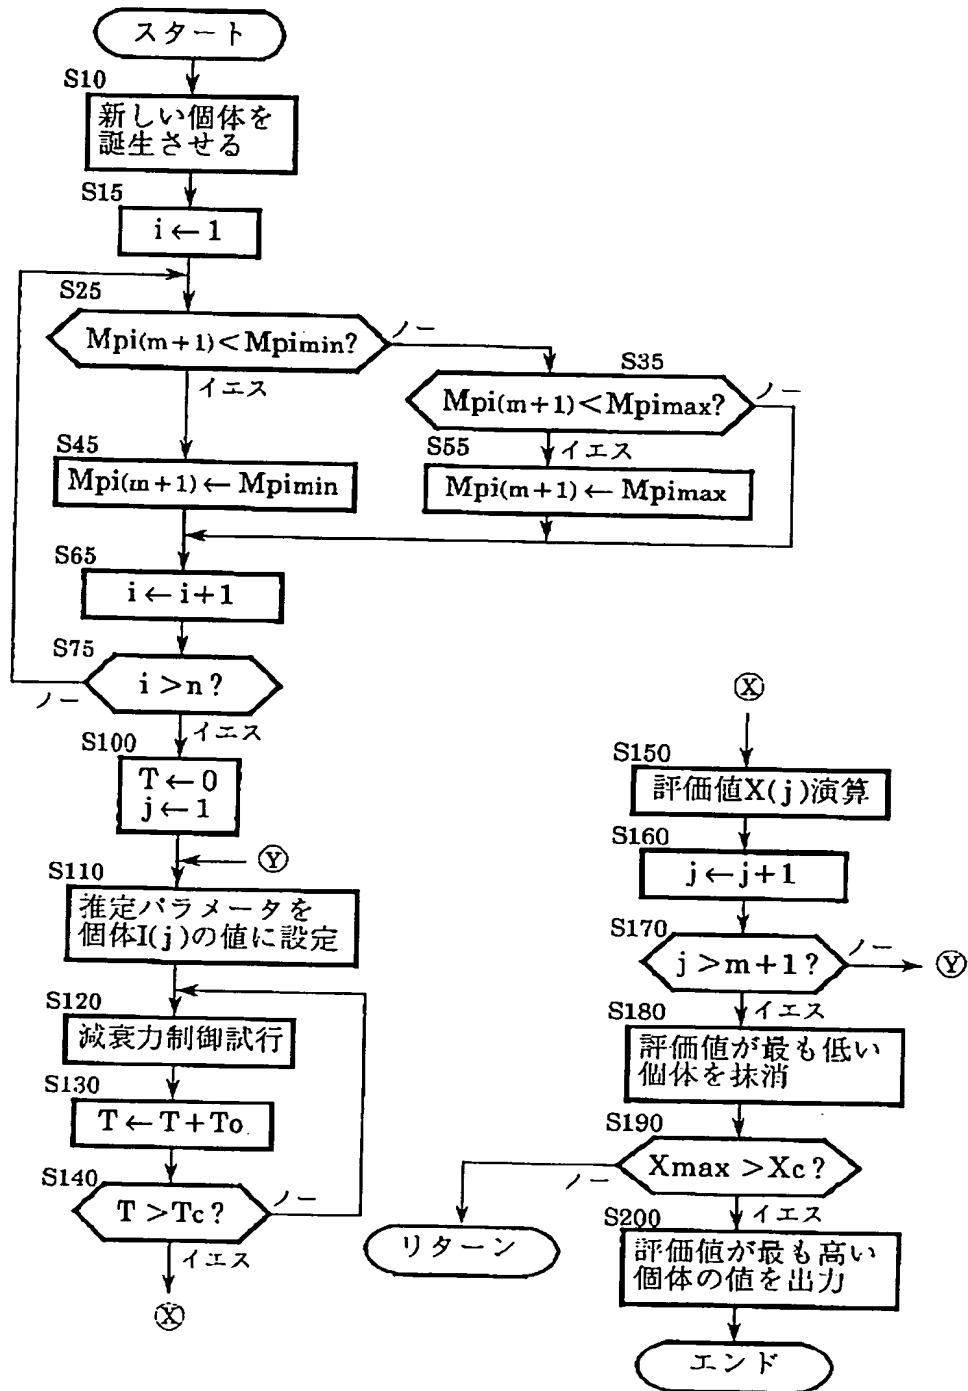 スタート
S10
新しい個体を
誕生させる
S15
i←1
S25
Mpi(m+1)<Mpimin?
ノー
イエス
S35
Mpi(m+1)<Mpimax?
ノー
イエス
S45
Mpi(m+1)←Mpimin
S55
Mpi(m+1)←Mpimax
S65
i←i+1
S75
i>n?
ノー
イエス
S100
T←0
j←1
Ⓨ
S110
推定パラメータを
個体I(j)の値に設定
S120
減衰力制御試行
S130
T←T+To
S140
T>Tc?
ノー
イエス
Ⓧ
Ⓧ
S150
評価値X(j)演算
S160
j←j+1
S170
j>m+1?
ノー
Ⓨ
イエス
S180
評価値が最も低い
個体を抹消
S190
Xmax>Xc?
ノー
リターン
イエス
S200
評価値が最も高い
個体の値を出力
エンド